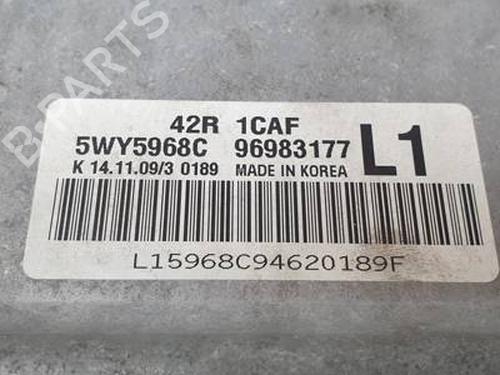 42R 1CAF
5WY5968C 96983177 L1
K 14.11.09/3 0189 MADE IN KOREA
L15968C94620189F
B-PARTS